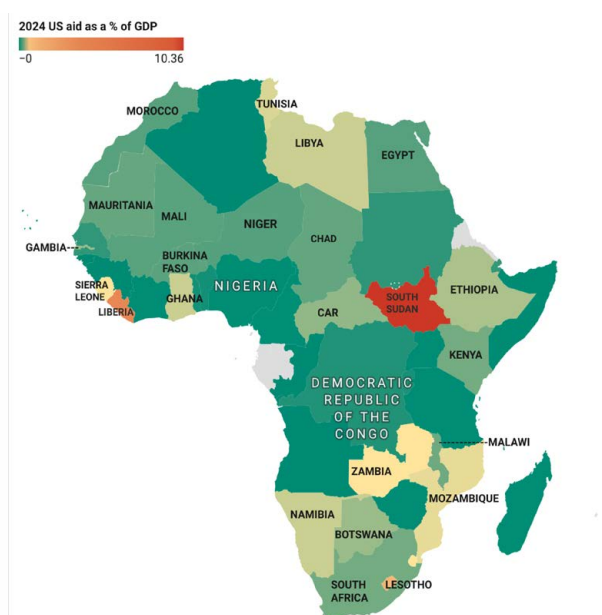 2024 US aid as a % of GDP
−0 10.36
MOROCCO
TUNISIA
LIBYA
EGYPT
MAURITANIA
MALI
NIGER
CHAD
GAMBIA
BURKINA
FASO
SIERRA
LEONE
GHANA
NIGERIA
LIBERIA
CAR
SOUTH
SUDAN
ETHIOPIA
KENYA
DEMOCRATIC
REPUBLIC
OF THE
CONGO
MALAWI
ZAMBIA
MOZAMBIQUE
NAMIBIA
BOTSWANA
SOUTH
AFRICA
LESOTHO